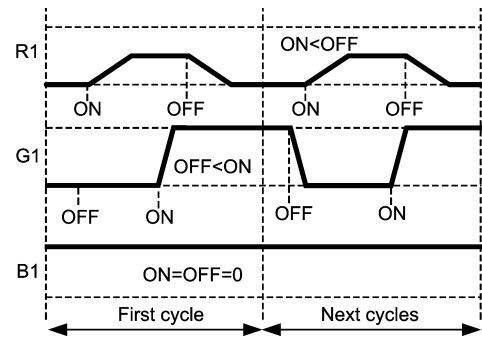 R1
ON<OFF
ON
OFF
ON
OFF
G1
OFF<ON
OFF
ON
OFF
ON
B1
ON=OFF=0
First cycle
Next cycles